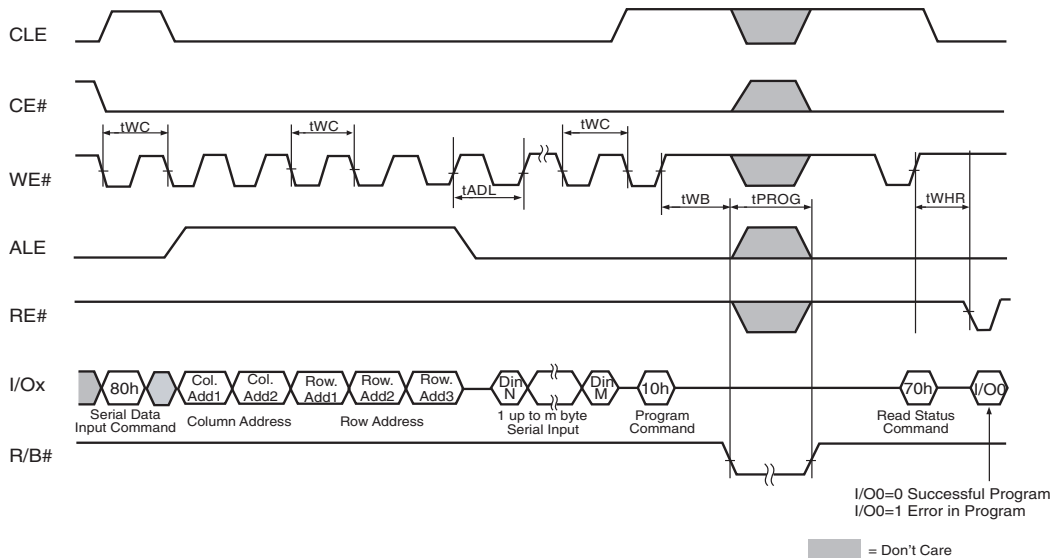 CLE
CE#
tWC
tWC
tWC
WE#
tADL
tWB
tPROG
tWHR
ALE
RE#
I/Ox
80h
Col. Add1
Col. Add2
Row. Add1
Row. Add2
Row. Add3
Din N
Din M
10h
70h
I/O0
Serial Data
Input Command
Column Address
Row Address
1 up to m byte
Serial Input
Program
Command
Read Status
Command
R/B#
I/O0=0 Successful Program
I/O0=1 Error in Program
= Don't Care